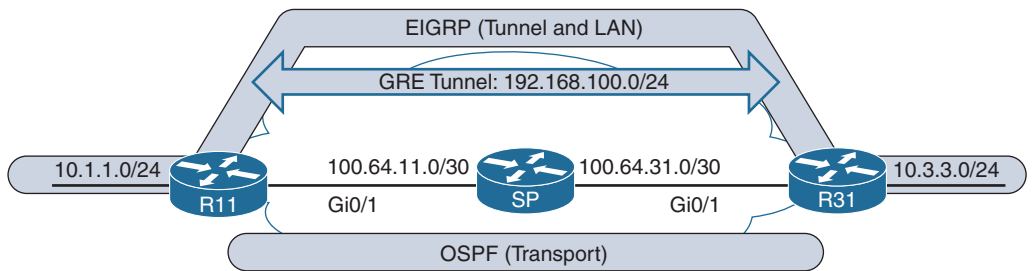 EIGRP (Tunnel and LAN)
GRE Tunnel: 192.168.100.0/24
10.1.1.0/24
100.64.11.0/30
100.64.31.0/30
10.3.3.0/24
R11
Gi0/1
SP
Gi0/1
R31
OSPF (Transport)